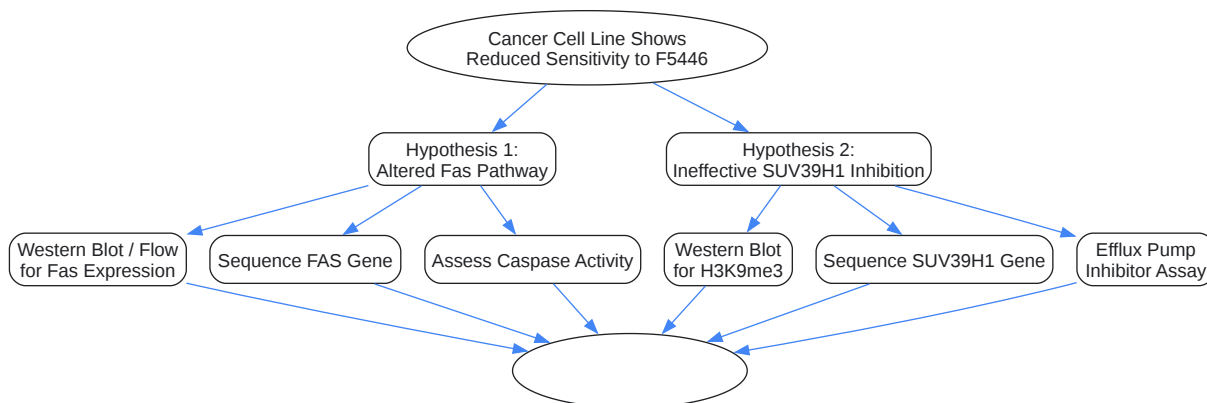 Cancer Cell Line Shows
Reduced Sensitivity to F5446
Hypothesis 1:
Altered Fas Pathway
Hypothesis 2:
Ineffective SUV39H1 Inhibition
Western Blot / Flow
for Fas Expression
Sequence FAS Gene
Assess Caspase Activity
Western Blot
for H3K9me3
Sequence SUV39H1 Gene
Efflux Pump
Inhibitor Assay